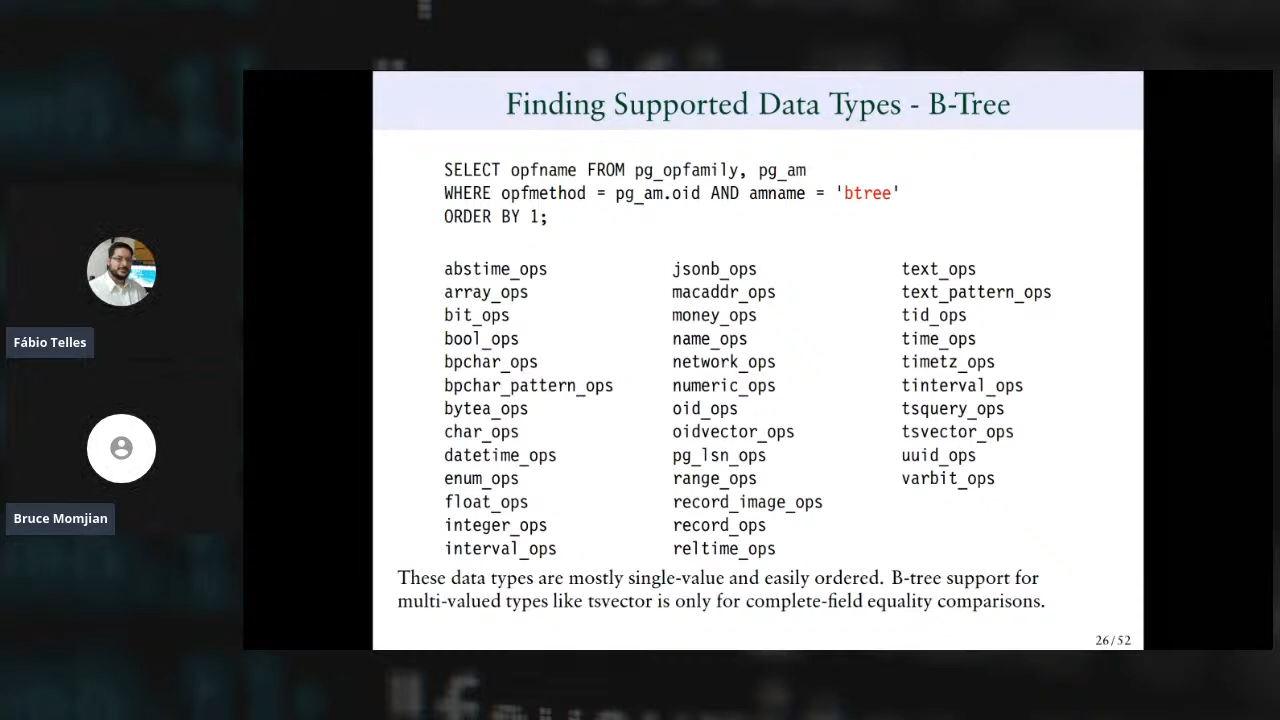 Finding Supported Data Types - B-Tree
SELECT opfname FROM pg_opfamily, pg_am
WHERE opfmethod = pg_am.oid AND amname = 'btree'
ORDER BY 1;
abstime_ops
array_ops
bit_ops
bool_ops
bpchar_ops
bpchar_pattern_ops
bytea_ops
char_ops
datetime_ops
enum_ops
float_ops
integer_ops
interval_ops
jsonb_ops
macaddr_ops
money_ops
name_ops
network_ops
numeric_ops
oid_ops
oidvector_ops
pg_lsn_ops
range_ops
record_image_ops
record_ops
reltime_ops
text_ops
text_pattern_ops
tid_ops
time_ops
timetz_ops
tinterval_ops
tsquery_ops
tsvector_ops
uuid_ops
varbit_ops
These data types are mostly single-value and easily ordered. B-tree support for
multi-valued types like tsvector is only for complete-field equality comparisons.
26/52
Fábio Telles
Bruce Momjian